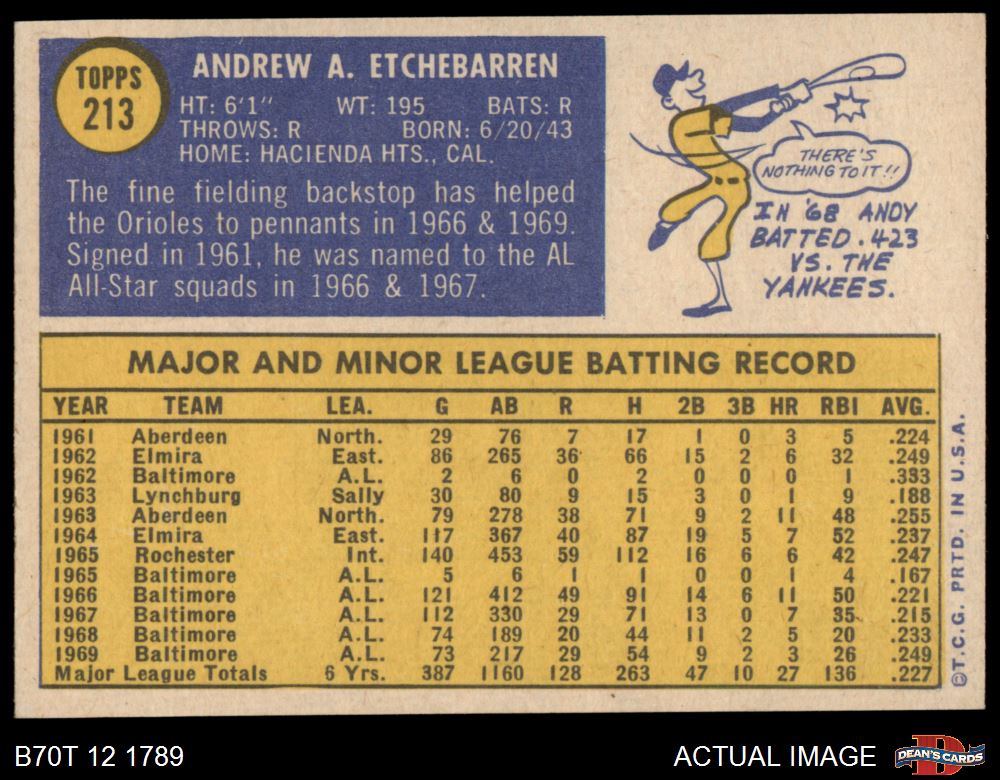 TOPPS
213
ANDREW A. ETCHEBARREN
HT: 6'1" WT: 195 BATS: R
THROWS: R BORN: 6/20/43
HOME: HACIENDA HTS., CAL.
The fine fielding backstop has helped
the Orioles to pennants in 1966 & 1969.
Signed in 1961, he was named to the AL
All-Star squads in 1966 & 1967.
THERE'S
NOTHING TO IT!!
IN '68 ANDY
BATTED .423
VS. THE
YANKEES.
MAJOR AND MINOR LEAGUE BATTING RECORD
YEAR TEAM LEA. G AB R H 2B 3B HR RBI AVG.
1961 Aberdeen North. 29 76 7 17 1 0 3 5 .224
1962 Elmira East. 86 265 36 66 15 2 6 32 .249
1962 Baltimore A.L. 2 6 0 2 0 0 0 1 .333
1963 Lynchburg Sally 30 80 9 15 3 0 1 9 .188
1963 Aberdeen North. 79 278 38 71 9 2 11 48 .255
1964 Elmira East. 117 367 40 87 19 5 7 52 .237
1965 Rochester Int. 140 453 59 112 16 6 6 42 .247
1965 Baltimore A.L. 5 6 1 1 0 0 1 4 .167
1966 Baltimore A.L. 121 412 49 91 14 6 11 50 .221
1967 Baltimore A.L. 112 330 29 71 13 0 7 35 .215
1968 Baltimore A.L. 74 189 20 44 11 2 5 20 .233
1969 Baltimore A.L. 73 217 29 54 9 2 3 26 .249
Major League Totals 6 Yrs. 387 1160 128 263 47 10 27 136 .227
©T.C.G. PRTD. IN U.S.A.
B70T 12 1789
ACTUAL IMAGE
DEAN'S CARDS